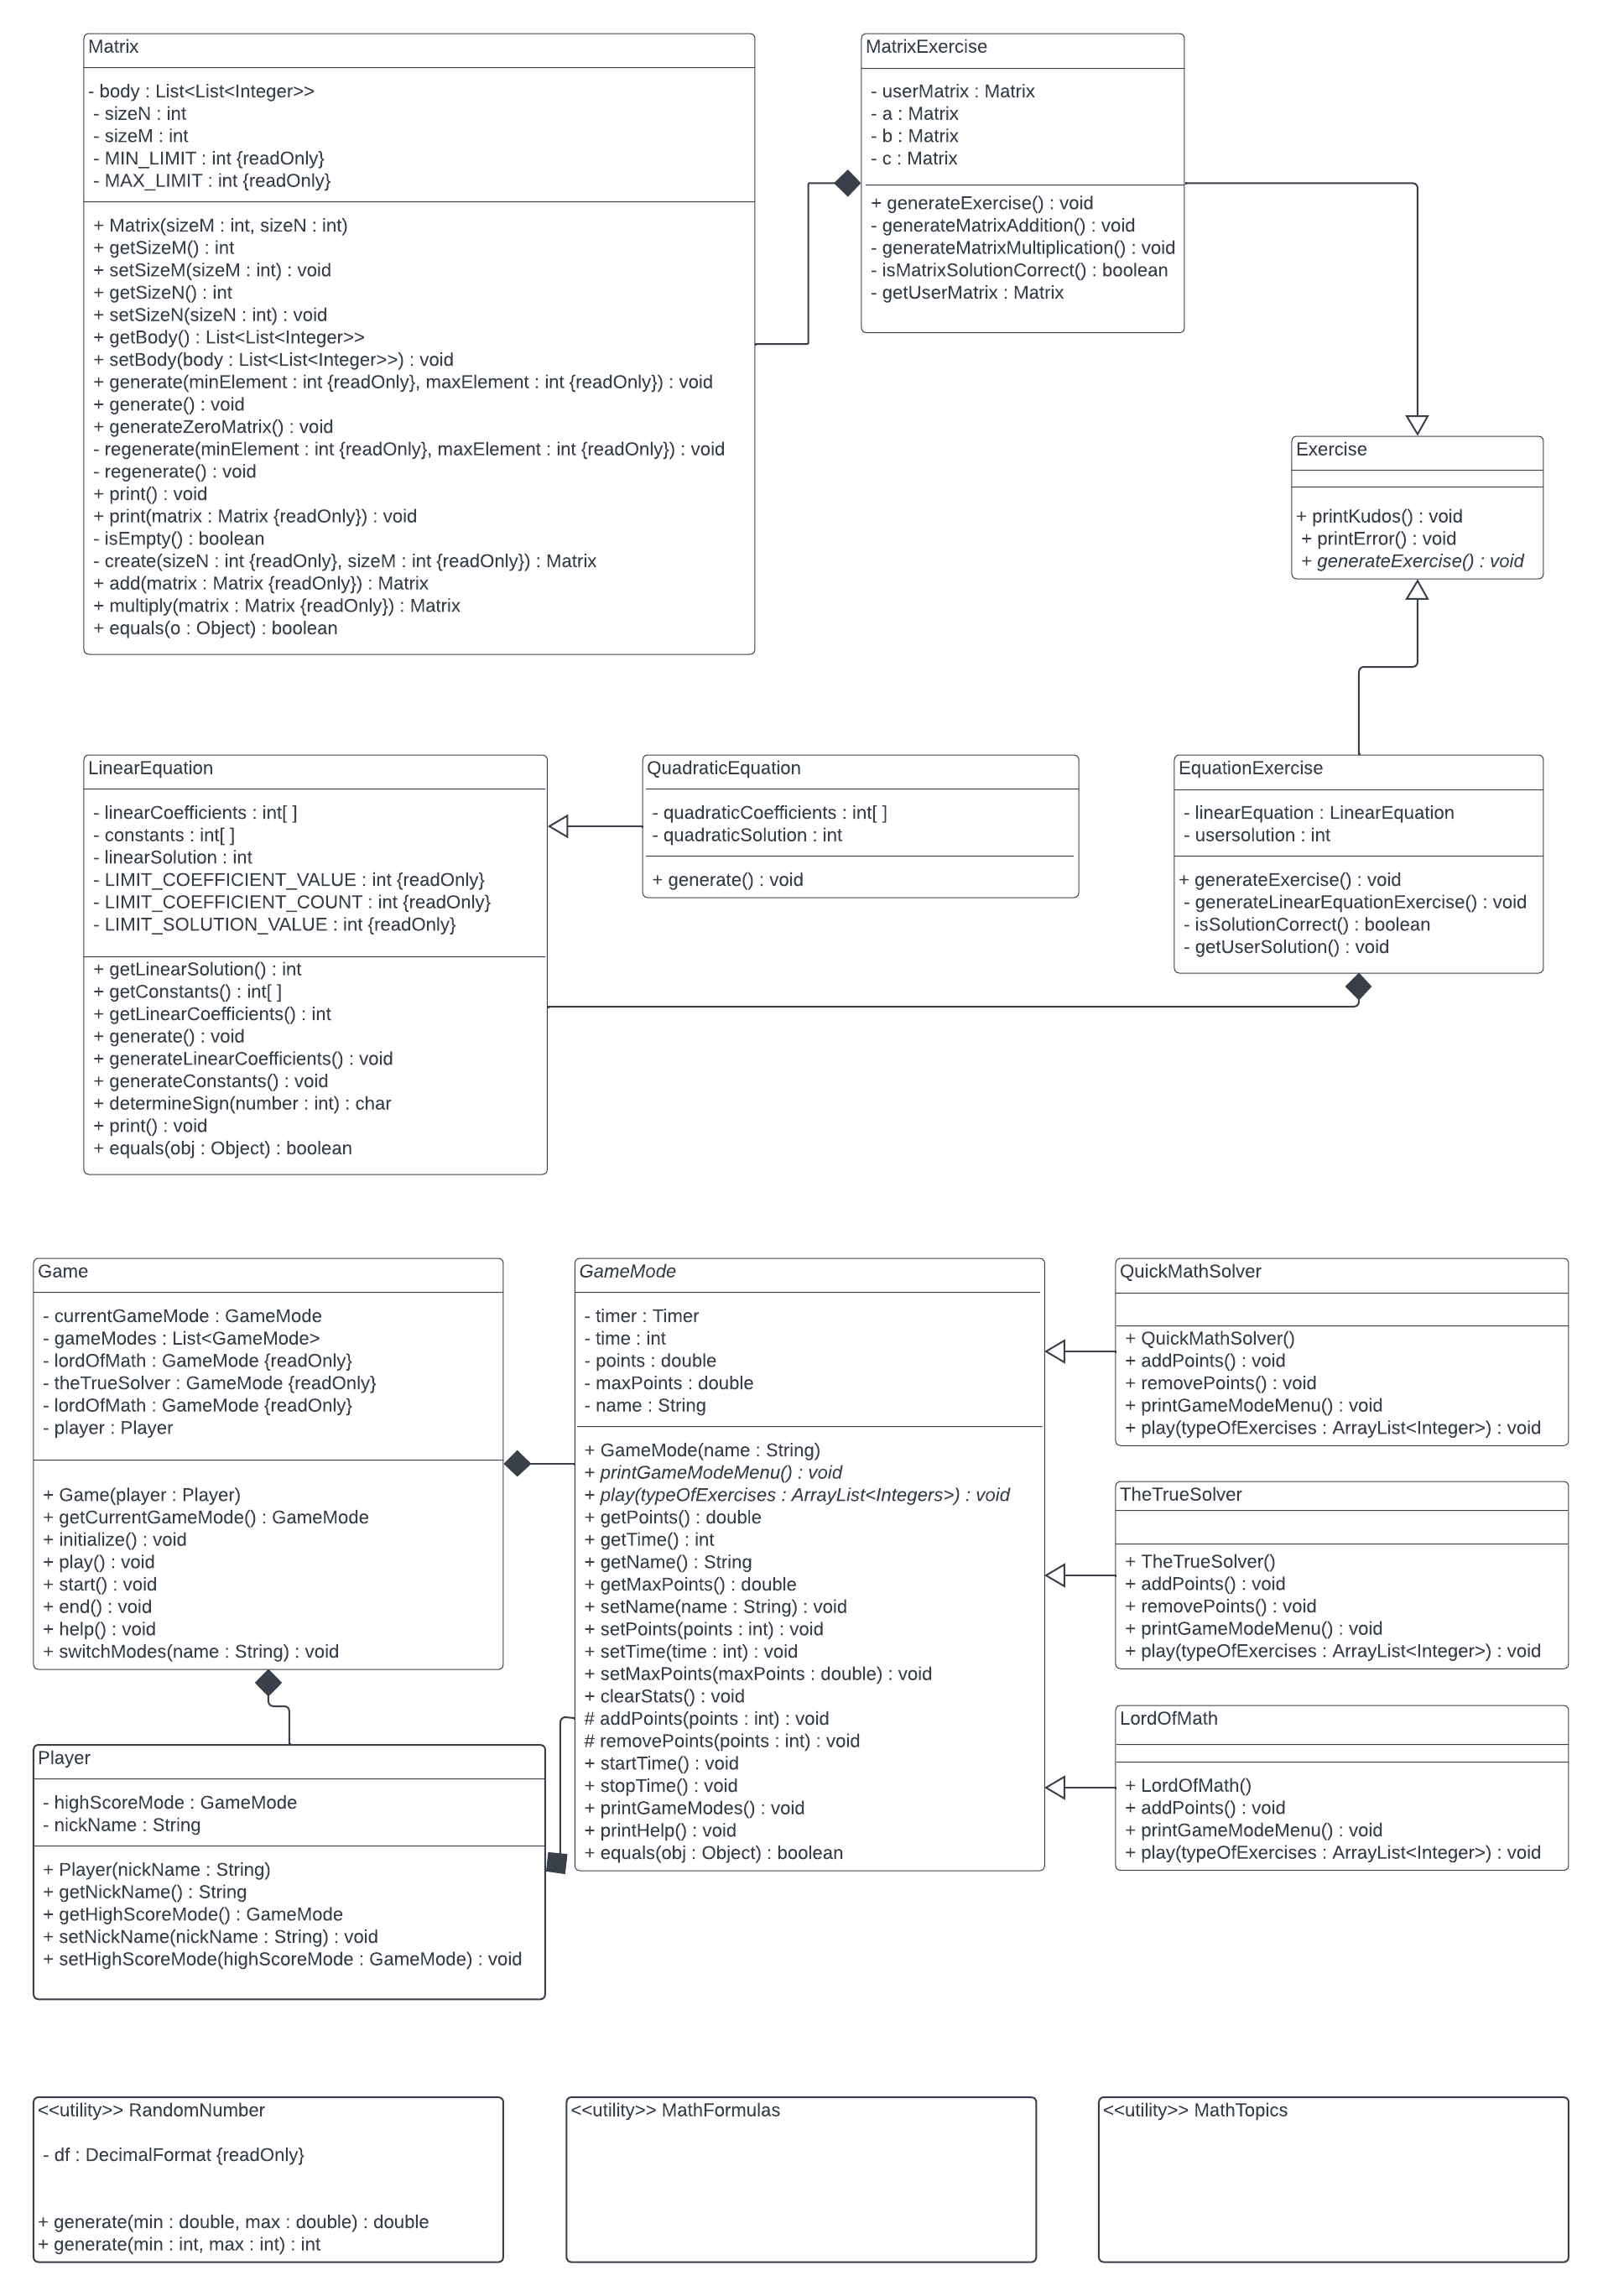 Matrix
- body : List<List<Integer>>
- sizeN : int
- sizeM : int
- MIN_LIMIT : int {readOnly}
- MAX_LIMIT : int {readOnly}
+ Matrix(sizeM : int, sizeN : int)
+ getSizeM() : int
+ setSizeM(sizeM : int) : void
+ getSizeN() : int
+ setSizeN(sizeN : int) : void
+ getBody() : List<List<Integer>>
+ setBody(body : List<List<Integer>>) : void
+ generate(minElement : int {readOnly}, maxElement : int {readOnly}) : void
+ generate() : void
+ generateZeroMatrix() : void
- regenerate(minElement : int {readOnly}, maxElement : int {readOnly}) : void
- regenerate() : void
+ print() : void
+ print(matrix : Matrix {readOnly}) : void
- isEmpty() : boolean
- create(sizeN : int {readOnly}, sizeM : int {readOnly}) : Matrix
+ add(matrix : Matrix {readOnly}) : Matrix
+ multiply(matrix : Matrix {readOnly}) : Matrix
+ equals(o : Object) : boolean
MatrixExercise
- userMatrix : Matrix
- a : Matrix
- b : Matrix
- c : Matrix
+ generateExercise() : void
- generateMatrixAddition() : void
- generateMatrixMultiplication() : void
- isMatrixSolutionCorrect() : boolean
- getUserMatrix : Matrix
Exercise
+ printKudos() : void
+ printError() : void
+ generateExercise() : void
LinearEquation
- linearCoefficients : int[ ]
- constants : int[ ]
- linearSolution : int
- LIMIT_COEFFICIENT_VALUE : int {readOnly}
- LIMIT_COEFFICIENT_COUNT : int {readOnly}
- LIMIT_SOLUTION_VALUE : int {readOnly}
+ getLinearSolution() : int
+ getConstants() : int[ ]
+ getLinearCoefficients() : int
+ generate() : void
+ generateLinearCoefficients() : void
+ generateConstants() : void
+ determineSign(number : int) : char
+ print() : void
+ equals(obj : Object) : boolean
QuadraticEquation
- quadraticCoefficients : int[ ]
- quadraticSolution : int
+ generate() : void
EquationExercise
- linearEquation : LinearEquation
- usersolution : int
+ generateExercise() : void
- generateLinearEquationExercise() : void
- isSolutionCorrect() : boolean
- getUserSolution() : void
Game
- currentGameMode : GameMode
- gameModes : List<GameMode>
- lordOfMath : GameMode {readOnly}
- theTrueSolver : GameMode {readOnly}
- lordOfMath : GameMode {readOnly}
- player : Player
+ Game(player : Player)
+ getCurrentGameMode() : GameMode
+ initialize() : void
+ play() : void
+ start() : void
+ end() : void
+ help() : void
+ switchModes(name : String) : void
GameMode
- timer : Timer
- time : int
- points : double
- maxPoints : double
- name : String
+ GameMode(name : String)
+ printGameModeMenu() : void
+ play(typeOfExercises : ArrayList<Integers>) : void
+ getPoints() : double
+ getTime() : int
+ getName() : String
+ getMaxPoints() : double
+ setName(name : String) : void
+ setPoints(points : int) : void
+ setTime(time : int) : void
+ setMaxPoints(maxPoints : double) : void
+ clearStats() : void
# addPoints(points : int) : void
# removePoints(points : int) : void
+ startTime() : void
+ stopTime() : void
+ printGameModes() : void
+ printHelp() : void
+ equals(obj : Object) : boolean
QuickMathSolver
+ QuickMathSolver()
+ addPoints() : void
+ removePoints() : void
+ printGameModeMenu() : void
+ play(typeOfExercises : ArrayList<Integer>) : void
TheTrueSolver
+ TheTrueSolver()
+ addPoints() : void
+ removePoints() : void
+ printGameModeMenu() : void
+ play(typeOfExercises : ArrayList<Integer>) : void
LordOfMath
+ LordOfMath()
+ addPoints() : void
+ printGameModeMenu() : void
+ play(typeOfExercises : ArrayList<Integer>) : void
Player
- highScoreMode : GameMode
- nickName : String
+ Player(nickName : String)
+ getNickName() : String
+ getHighScoreMode() : GameMode
+ setNickName(nickName : String) : void
+ setHighScoreMode(highScoreMode : GameMode) : void
<<utility>> RandomNumber
- df : DecimalFormat {readOnly}
+ generate(min : double, max : double) : double
+ generate(min : int, max : int) : int
<<utility>> MathFormulas
<<utility>> MathTopics